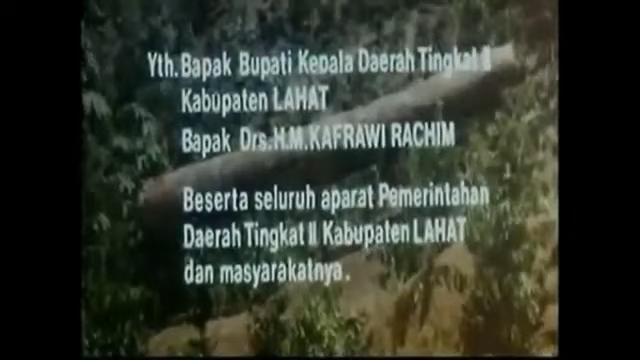 Yth. Bapak Bupati Kepala Daerah Tingkat II
Kabupaten LAHAT
Bapak Drs.H.M.KAFRAWI RACHIM
Beserta seluruh aparat Pemerintahan
Daerah Tingkat II Kabupaten LAHAT
dan masyarakatnya.